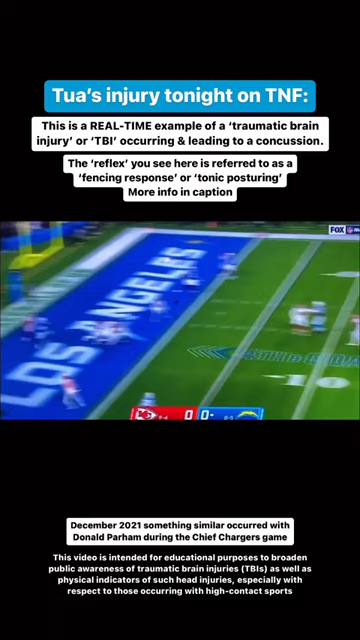 Tua's injury tonight on TNF:
This is a REAL-TIME example of a 'traumatic brain
injury' or 'TBI' occurring & leading to a concussion.
The 'reflex' you see here is referred to as a
'fencing response' or 'tonic posturing'
More info in caption
FOX
LOS ANGELES
10
0
0
December 2021 something similar occurred with
Donald Parham during the Chief Chargers game
This video is intended for educational purposes to broaden
public awareness of traumatic brain injuries (TBIs) as well as
physical indicators of such head injuries, especially with
respect to those occurring with high-contact sports